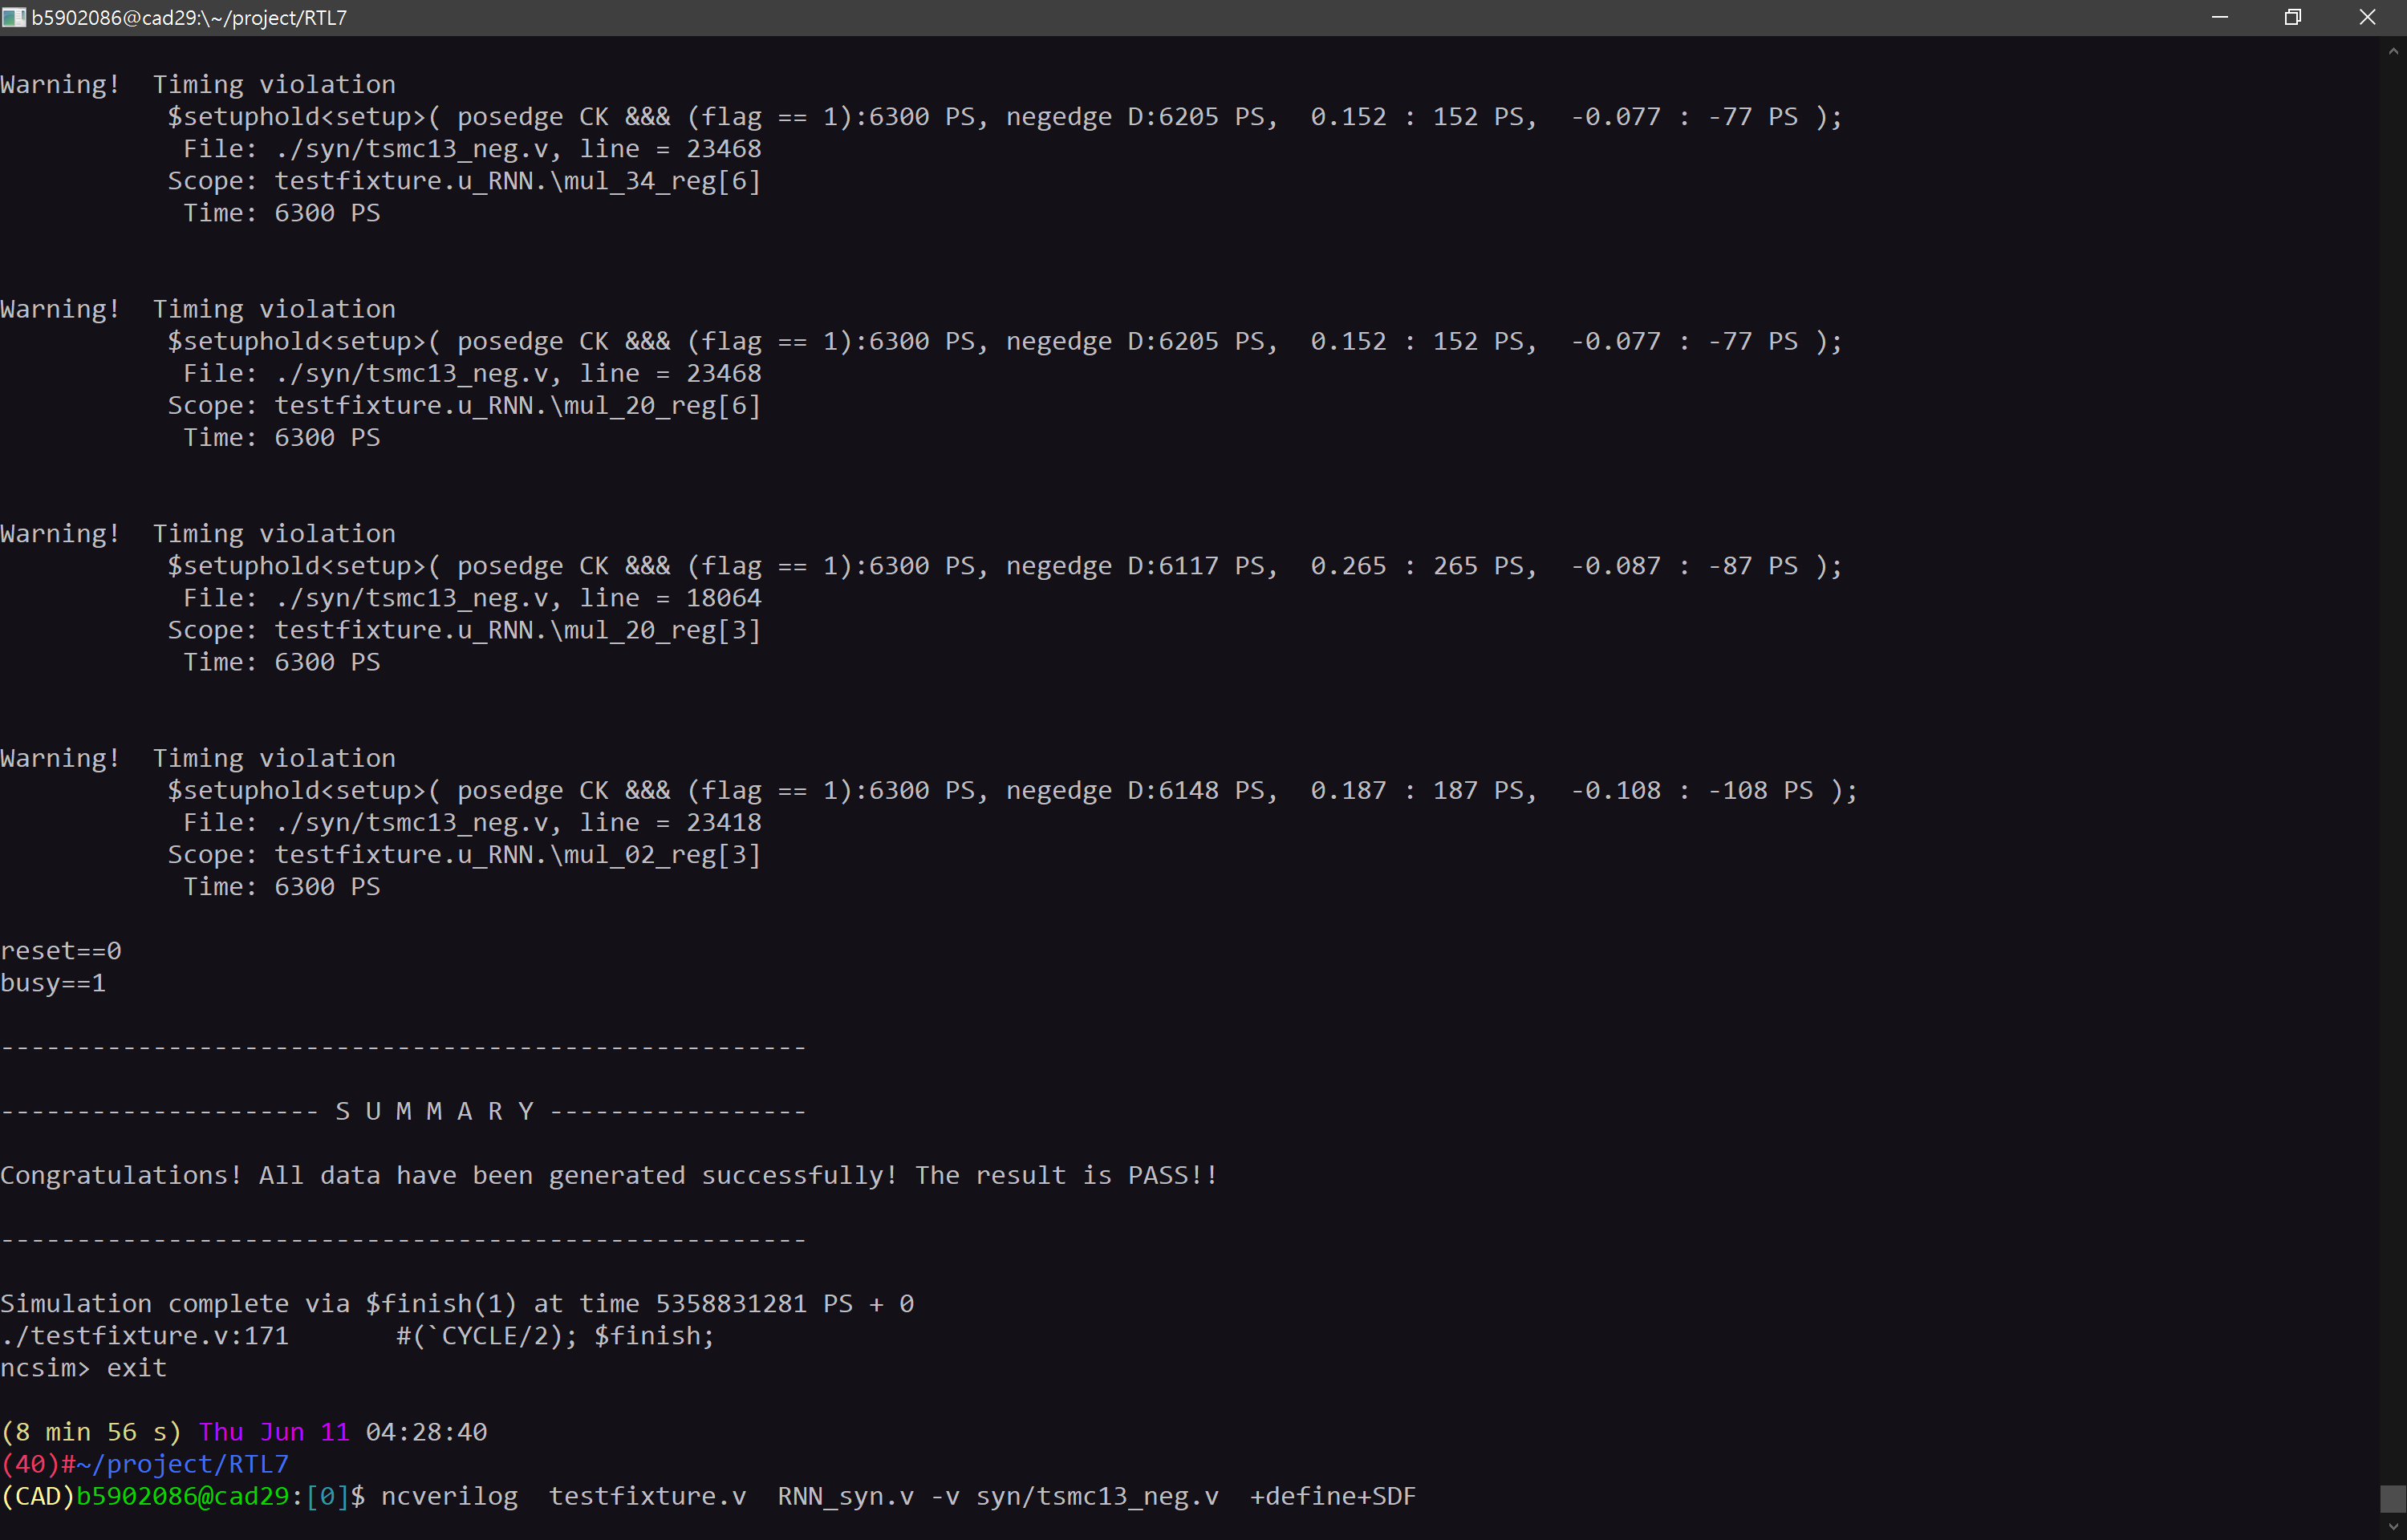 b5902086@cad29:\~/project/RTL7
Warning!  Timing violation
           $setuphold<setup>( posedge CK &&& (flag == 1):6300 PS, negedge D:6205 PS,  0.152 : 152 PS,  -0.077 : -77 PS );
            File: ./syn/tsmc13_neg.v, line = 23468
           Scope: testfixture.u_RNN.\mul_34_reg[6]
            Time: 6300 PS
Warning!  Timing violation
           $setuphold<setup>( posedge CK &&& (flag == 1):6300 PS, negedge D:6205 PS,  0.152 : 152 PS,  -0.077 : -77 PS );
            File: ./syn/tsmc13_neg.v, line = 23468
           Scope: testfixture.u_RNN.\mul_20_reg[6]
            Time: 6300 PS
Warning!  Timing violation
           $setuphold<setup>( posedge CK &&& (flag == 1):6300 PS, negedge D:6117 PS,  0.265 : 265 PS,  -0.087 : -87 PS );
            File: ./syn/tsmc13_neg.v, line = 18064
           Scope: testfixture.u_RNN.\mul_20_reg[3]
            Time: 6300 PS
Warning!  Timing violation
           $setuphold<setup>( posedge CK &&& (flag == 1):6300 PS, negedge D:6148 PS,  0.187 : 187 PS,  -0.108 : -108 PS );
            File: ./syn/tsmc13_neg.v, line = 23418
           Scope: testfixture.u_RNN.\mul_02_reg[3]
            Time: 6300 PS
reset==0
busy==1
-----------------------------------------------------
--------------------- S U M M A R Y -----------------
Congratulations! All data have been generated successfully! The result is PASS!!
-----------------------------------------------------
Simulation complete via $finish(1) at time 5358831281 PS + 0
./testfixture.v:171       #(`CYCLE/2); $finish;
ncsim> exit
(8 min 56 s) Thu Jun 11 04:28:40
(40)#~/project/RTL7
(CAD)b5902086@cad29:[0]$ ncverilog  testfixture.v  RNN_syn.v -v syn/tsmc13_neg.v  +define+SDF